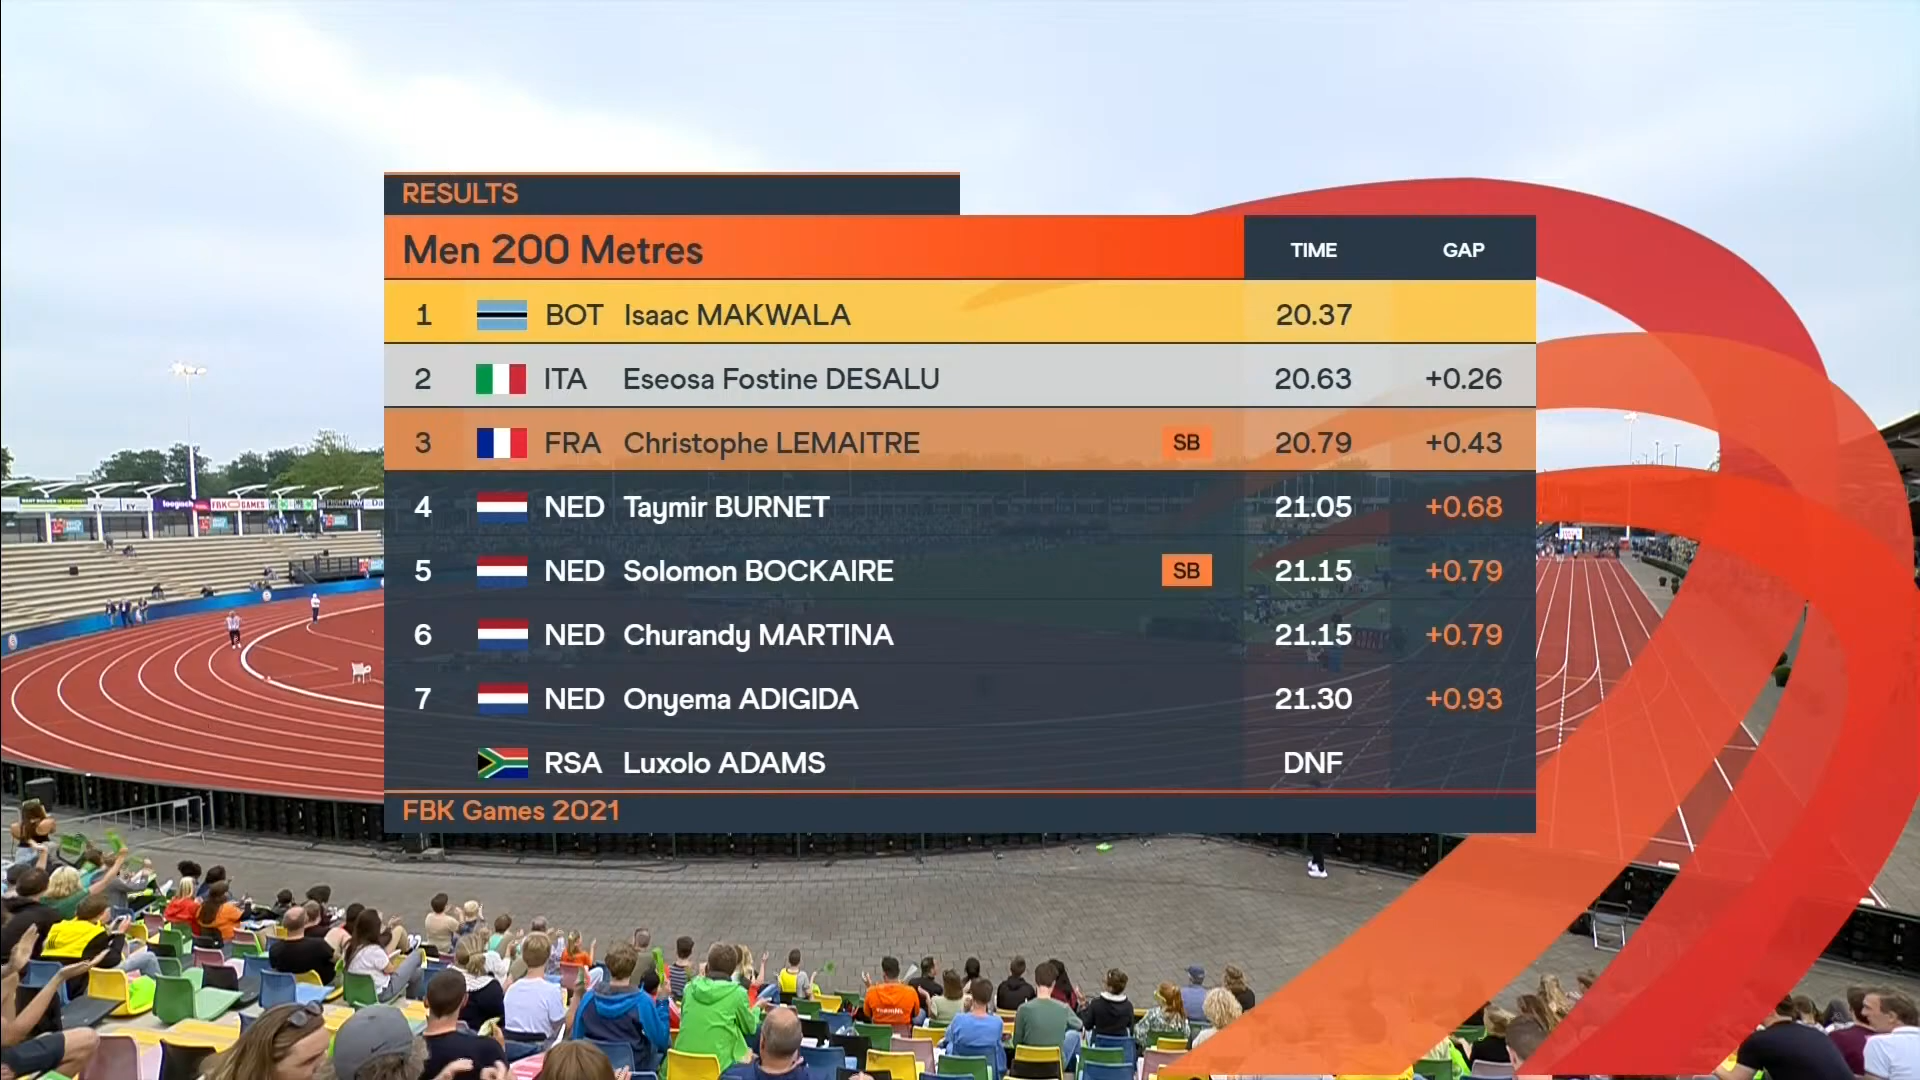 RESULTS
Men 200 Metres TIME GAP
1 BOT Isaac MAKWALA 20.37
2 ITA Eseosa Fostine DESALU 20.63 +0.26
3 FRA Christophe LEMAITRE SB 20.79 +0.43
4 NED Taymir BURNET 21.05 +0.68
5 NED Solomon BOCKAIRE SB 21.15 +0.79
6 NED Churandy MARTINA 21.15 +0.79
7 NED Onyema ADIGIDA 21.30 +0.93
RSA Luxolo ADAMS DNF
FBK Games 2021
EY
FBK GAMES